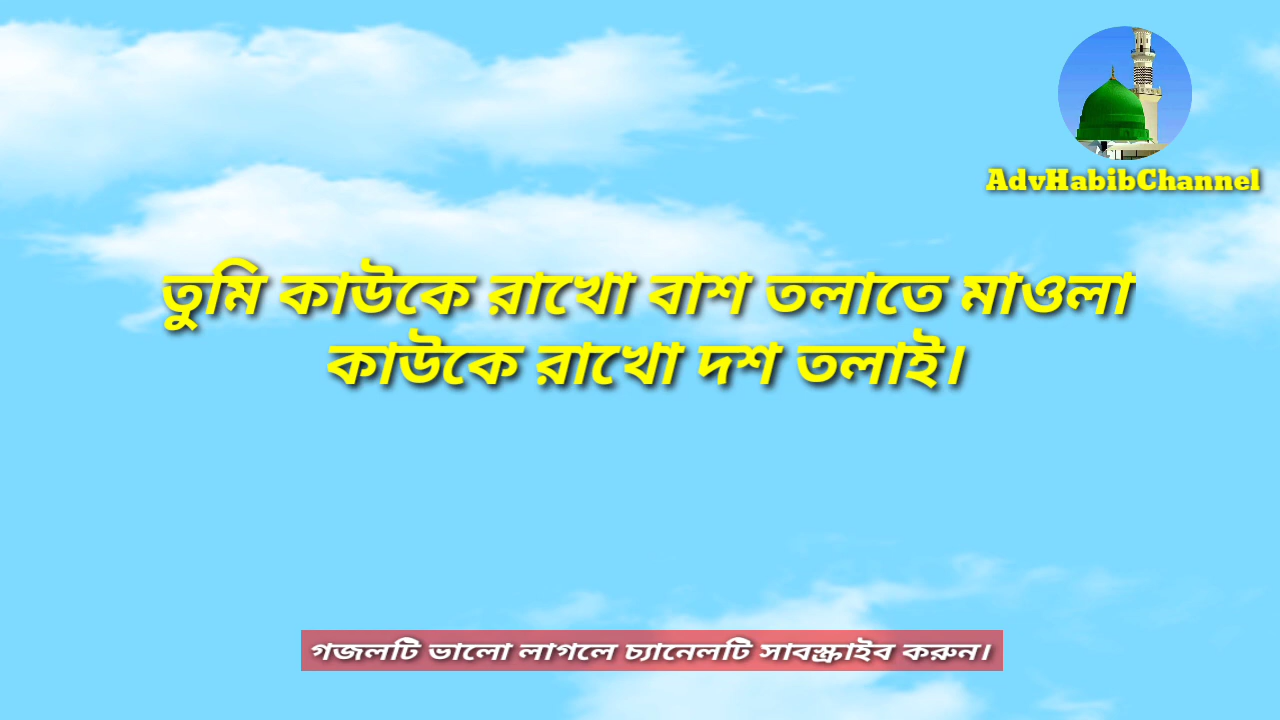 AdvHabibChannel
তুমি কাউকে রাখো বাশ তলাতে মাওলা
কাউকে রাখো দশ তলাই।
গজলটি ভালো লাগলে চ্যানেলটি সাবস্ক্রাইব করুন।